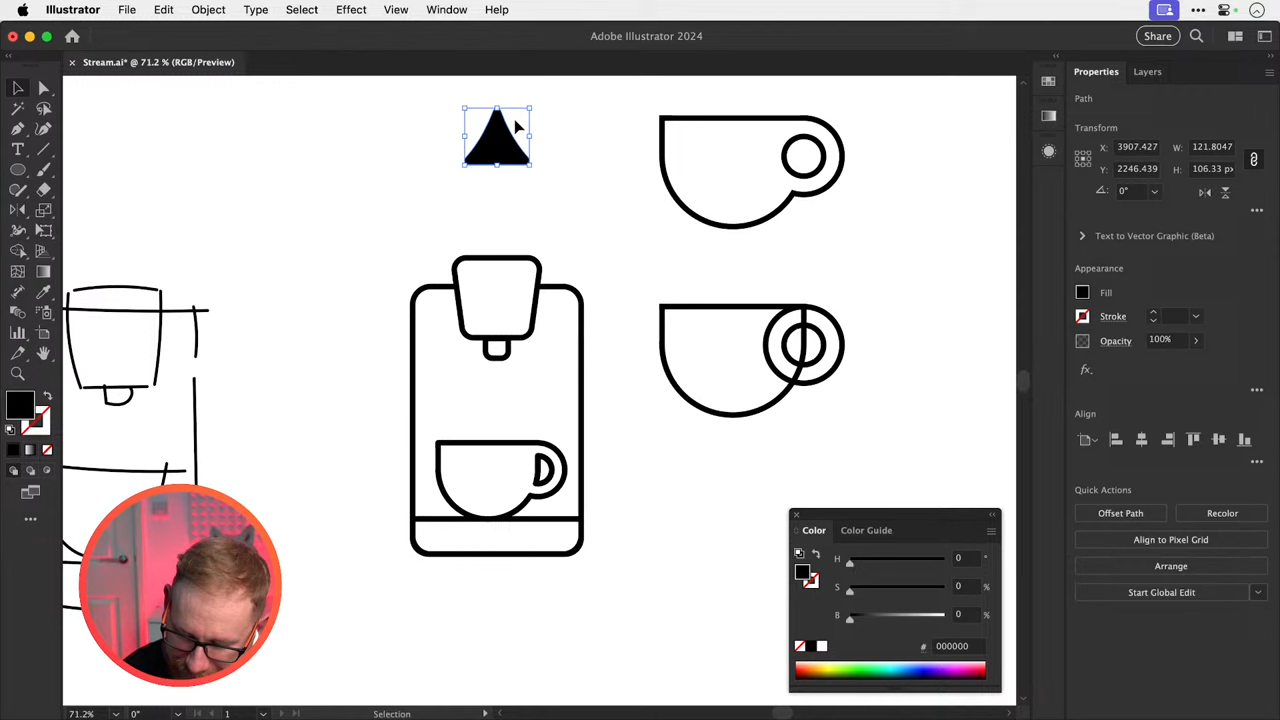 Illustrator File Edit Object Type Select Effect View Window Help
Adobe Illustrator 2024
Share
Stream.ai* @ 71.2 % (RGB/Preview)
Properties Layers
Path
Transform
X: 3907.427 W: 121.8047
Y: 2246.439 H: 106.33 px
0°
Text to Vector Graphic (Beta)
Appearance
Fill
Stroke
Opacity 100%
fx.
Align
Quick Actions
Offset Path Recolor
Align to Pixel Grid
Arrange
Start Global Edit
Color Color Guide
H 0 °
S 0 %
B 0 %
# 000000
71.2% 0° 1 Selection